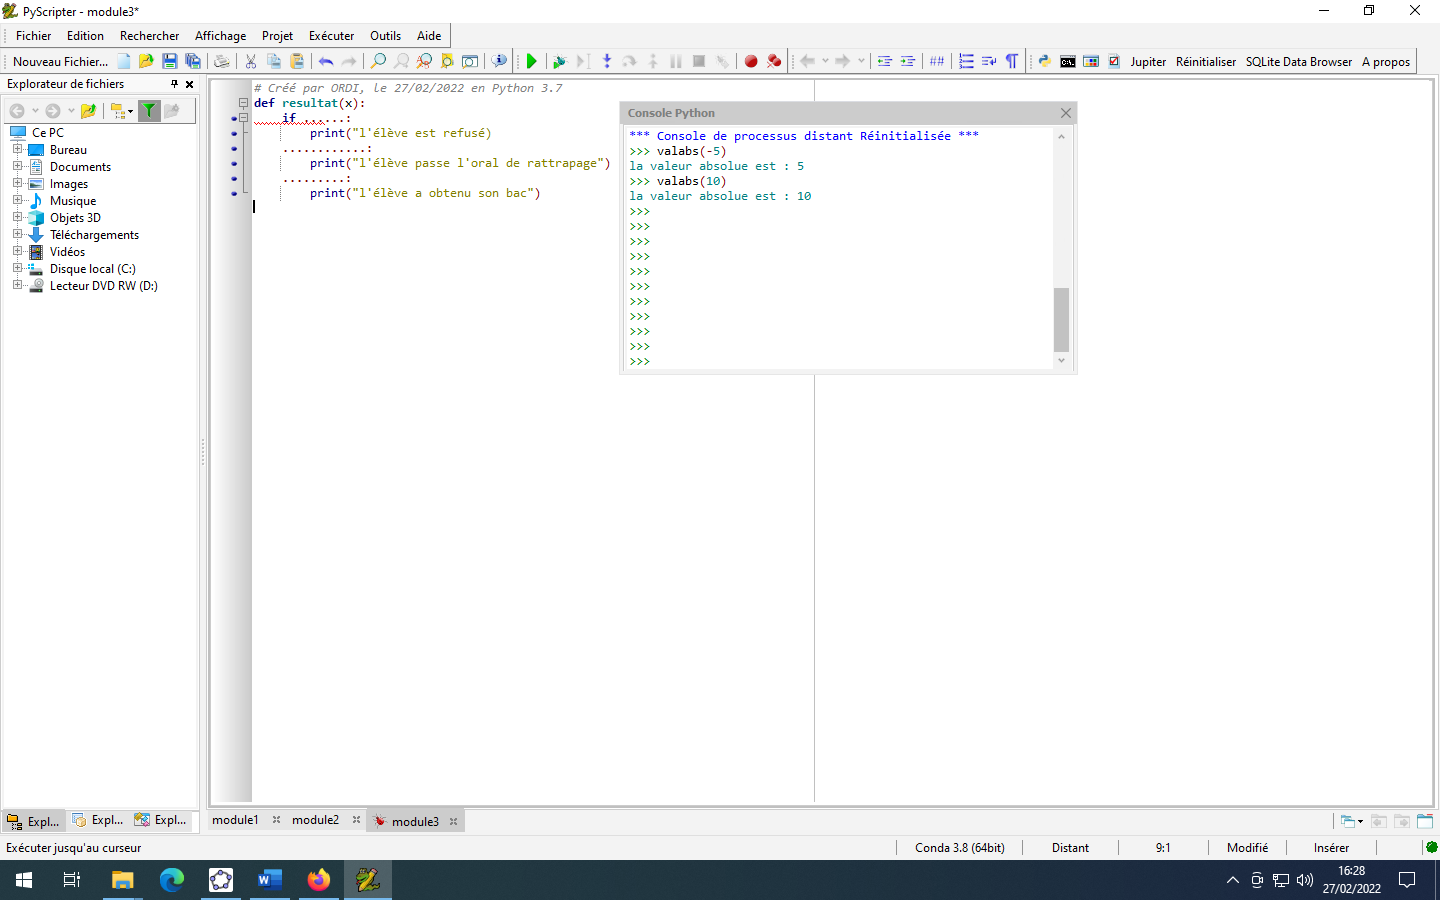 PyScripter - module3*
Fichier Edition Rechercher Affichage Projet Exécuter Outils Aide
Nouveau Fichier... ## Jupiter Réinitialiser SQLite Data Browser A propos
Explorateur de fichiers
Ce PC
Bureau
Documents
Images
Musique
Objets 3D
Téléchargements
Vidéos
Disque local (C:)
Lecteur DVD RW (D:)
Expl... Expl... Expl...
# Créé par ORDI, le 27/02/2022 en Python 3.7
def resultat(x):
if ......:
print("l'élève est refusé)
............:
print("l'élève passe l'oral de rattrapage")
.........:
print("l'élève a obtenu son bac")
Console Python
*** Console de processus distant Réinitialisée ***
>>> valabs(-5)
la valeur absolue est : 5
>>> valabs(10)
la valeur absolue est : 10
>>>
>>>
>>>
>>>
>>>
>>>
>>>
>>>
>>>
>>>
>>>
module1 module2 module3
Exécuter jusqu'au curseur Conda 3.8 (64bit) Distant 9:1 Modifié Insérer
16:28
27/02/2022